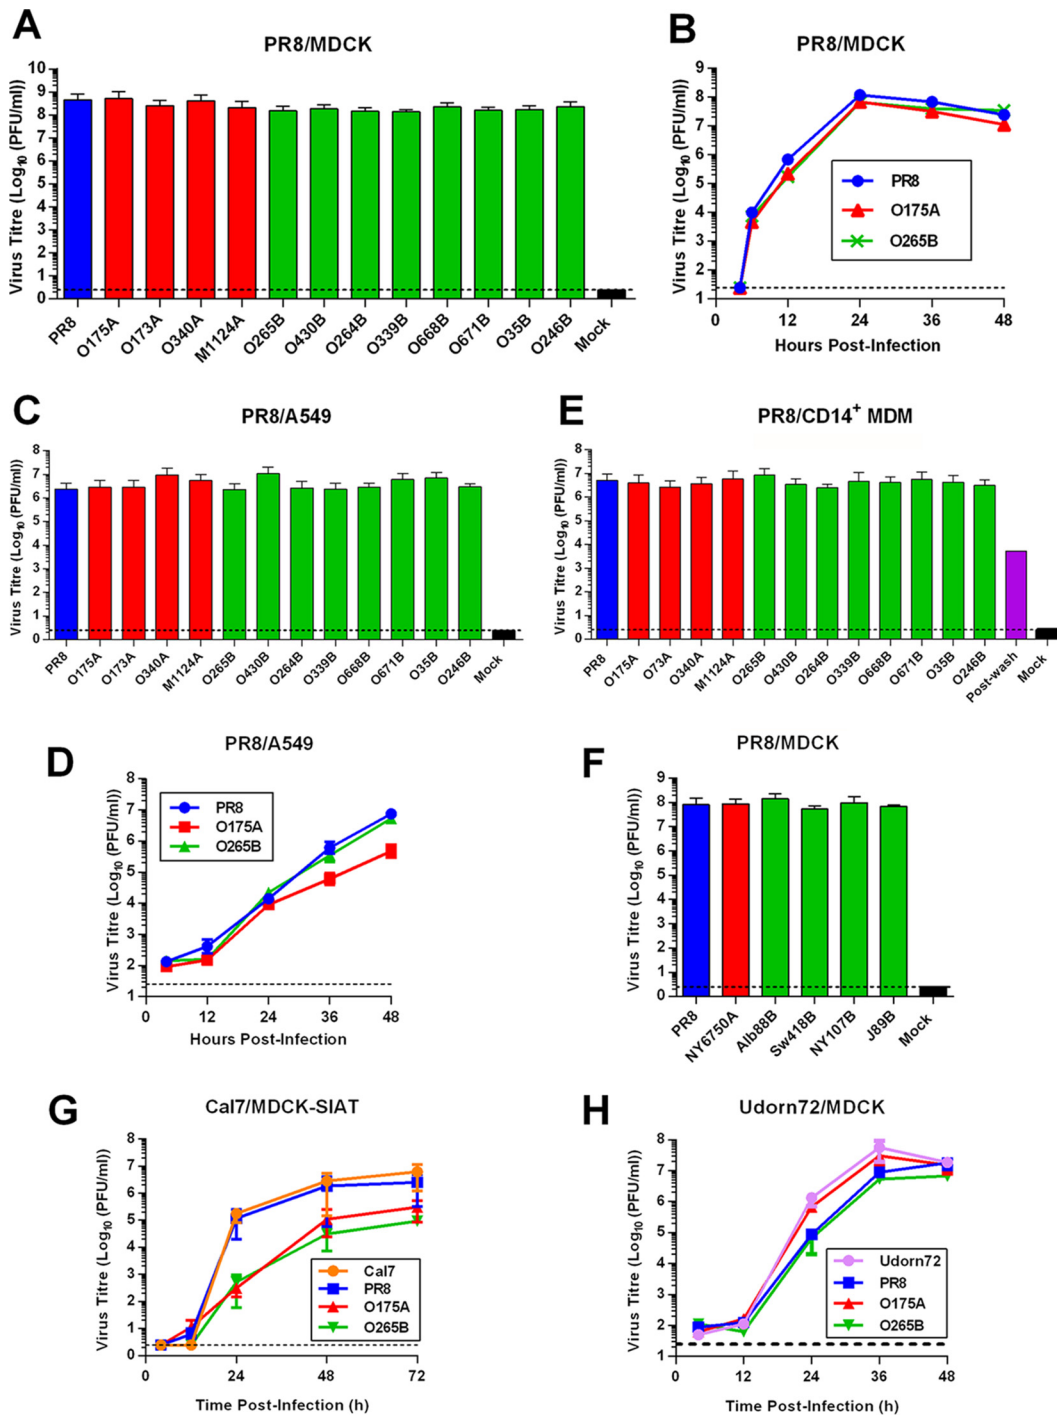 A
PR8/MDCK
Virus Titre (Log10 (PFU/ml))
10
9
8
7
6
5
4
3
2
1
0
PR8
O175A
O173A
O340A
M1124A
O265B
O430B
O264B
O339B
O668B
O671B
O35B
O246B
Mock
B
PR8/MDCK
Virus Titre (Log10 (PFU/ml))
9
8
7
6
5
4
3
2
1
PR8
O175A
O265B
0 12 24 36 48
Hours Post-Infection
C
PR8/A549
Virus Titre (Log10 (PFU/ml))
8
7
6
5
4
3
2
1
0
PR8
O175A
O173A
O340A
M1124A
O265B
O430B
O264B
O339B
O668B
O671B
O35B
O246B
Mock
E
PR8/CD14+ MDM
Virus Titre (Log10 (PFU/ml))
8
7
6
5
4
3
2
1
0
PR8
O175A
O73A
O340A
M1124A
O265B
O430B
O264B
O339B
O668B
O671B
O35B
O246B
Post-wash
Mock
D
PR8/A549
Virus Titre (Log10 (PFU/ml))
8
7
6
5
4
3
2
1
PR8
O175A
O265B
0 12 24 36 48
Hours Post-Infection
F
PR8/MDCK
Virus Titre (Log10 (PFU/ml))
9
8
7
6
5
4
3
2
1
0
PR8
NY6750A
Alb88B
Sw418B
NY107B
J89B
Mock
G
Cal7/MDCK-SIAT
Virus Titre (Log10 (PFU/ml))
8
7
6
5
4
3
2
1
0
Cal7
PR8
O175A
O265B
0 24 48 72
Time Post-Infection (h)
H
Udorn72/MDCK
Virus Titre (Log10 (PFU/ml))
8
7
6
5
4
3
2
1
Udorn72
PR8
O175A
O265B
0 12 24 36 48
Time Post-Infection (h)